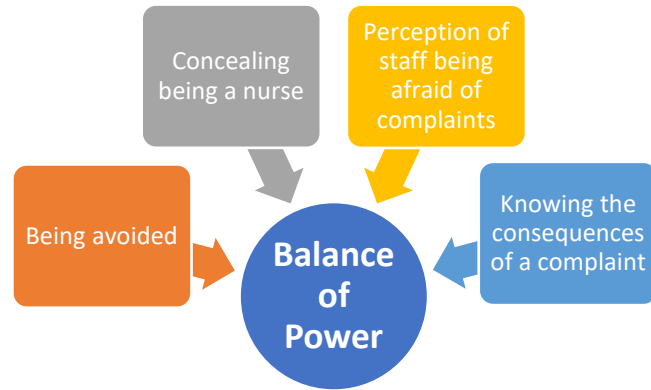 Being avoided
Concealing
being a nurse
Perception of
staff being
afraid of
complaints
Knowing the
consequences
of a complaint
Balance
of
Power